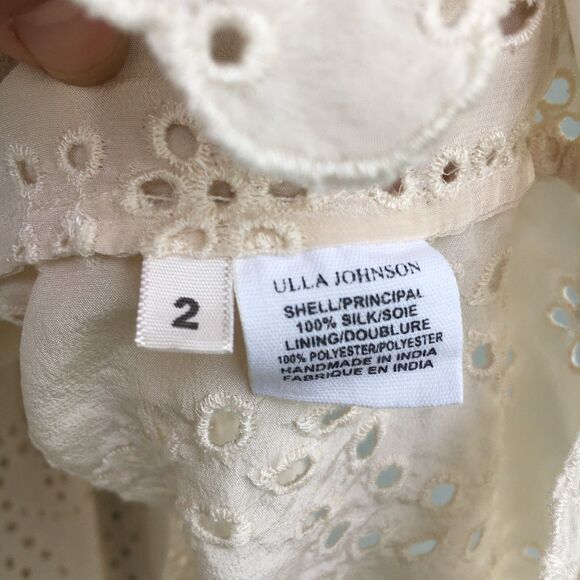 2
ULLA JOHNSON
SHELL/PRINCIPAL
100% SILK/SOIE
LINING/DOUBLURE
100% POLYESTER/POLYESTER
HANDMADE IN INDIA
FABRIQUE EN INDIA